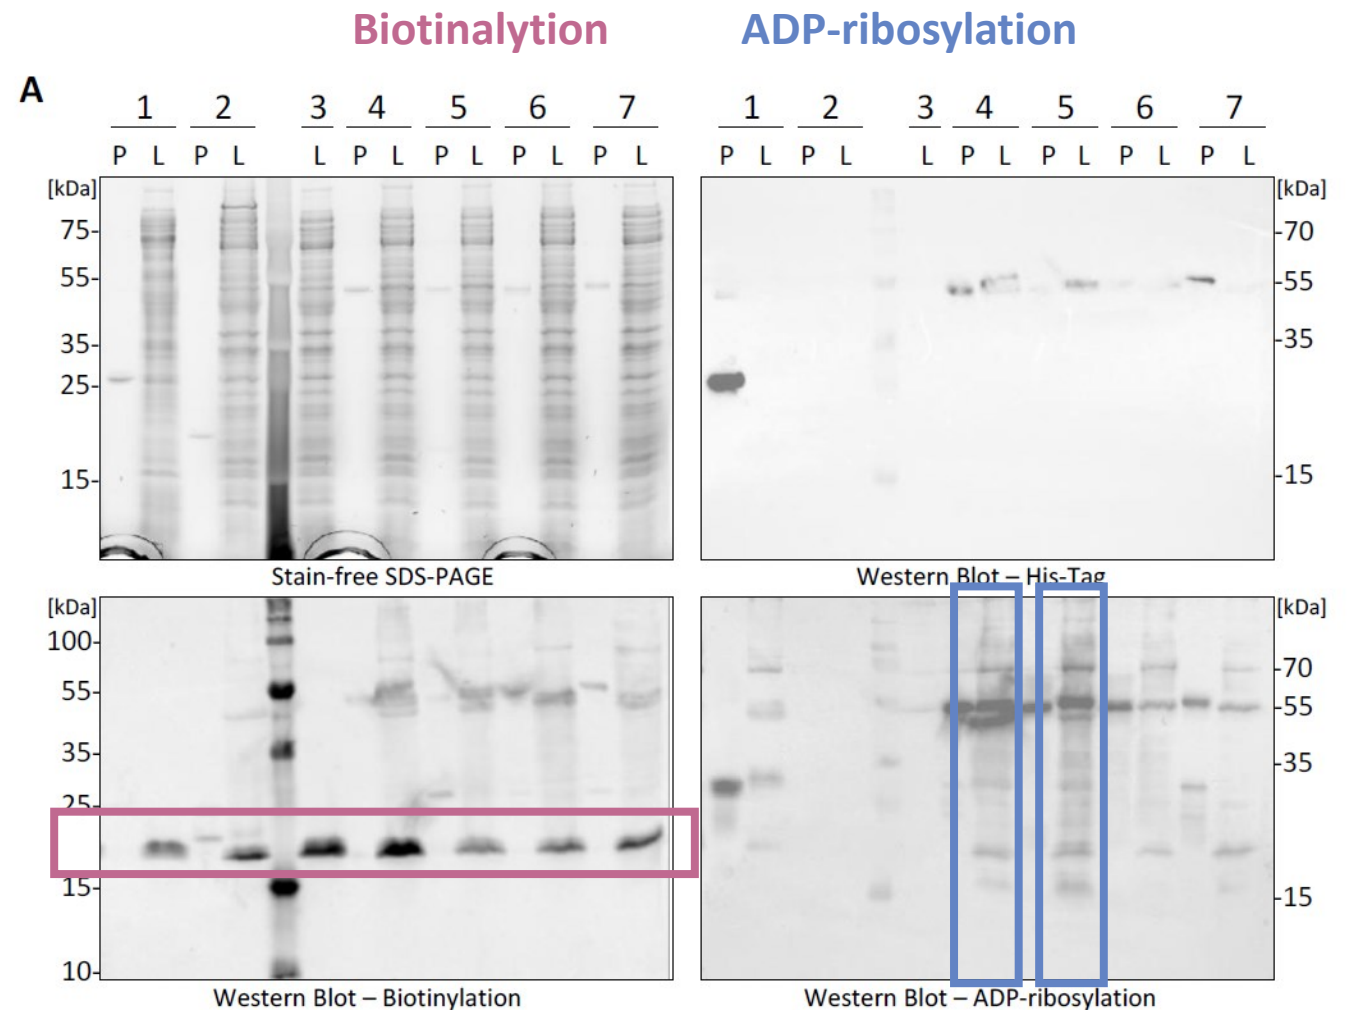 Biotinalytion ADP-ribosylation
A
1 2 3 4 5 6 7
P L P L L P L P L P L P L
[kDa]
75-
55-
35-
25-
15-
Stain-free SDS-PAGE
1 2 3 4 5 6 7
P L P L L P L P L P L P L
[kDa]
-70
-55
-35
-15
Western Blot – His-Tag
[kDa]
100-
55-
35-
25-
15-
10-
Western Blot – Biotinylation
[kDa]
-70
-55
-35
-15
Western Blot – ADP-ribosylation